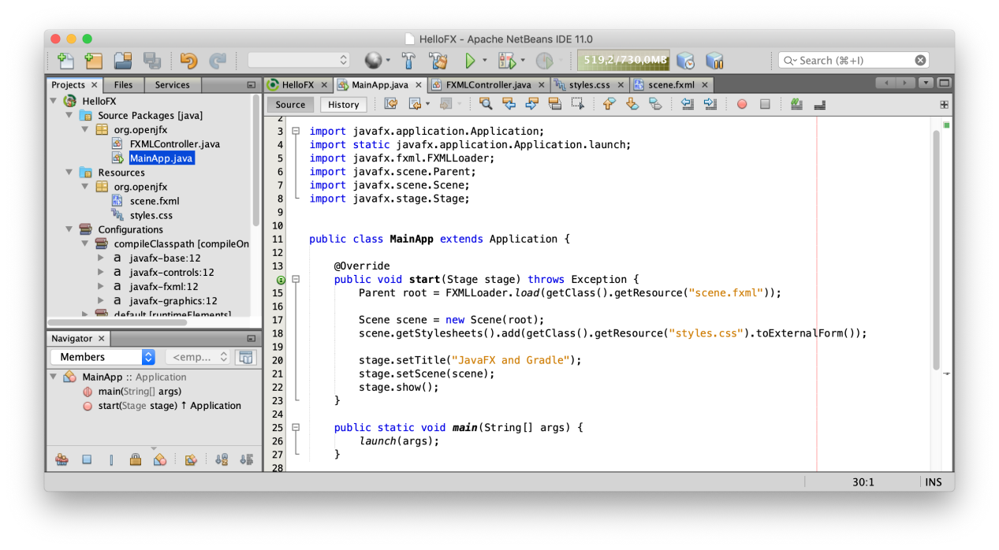 HelloFX - Apache NetBeans IDE 11.0
519,2/730,0MB
Search (⌘+I)
Projects
Files
Services
HelloFX
Source Packages [java]
org.openjfx
FXMLController.java
MainApp.java
Resources
org.openjfx
scene.fxml
styles.css
Configurations
compileClasspath [compileOn
a javafx-base:12
a javafx-controls:12
a javafx-fxml:12
a javafx-graphics:12
default [runtimeElements]
Navigator
Members
<emp...
MainApp :: Application
main(String[] args)
start(Stage stage) ↑ Application
HelloFX
MainApp.java
FXMLController.java
styles.css
scene.fxml
Source
History
2
3 import javafx.application.Application;
4 import static javafx.application.Application.launch;
5 import javafx.fxml.FXMLLoader;
6 import javafx.scene.Parent;
7 import javafx.scene.Scene;
8 import javafx.stage.Stage;
9
10
11 public class MainApp extends Application {
12
13 @Override
public void start(Stage stage) throws Exception {
15 Parent root = FXMLLoader.load(getClass().getResource("scene.fxml"));
16
17 Scene scene = new Scene(root);
18 scene.getStylesheets().add(getClass().getResource("styles.css").toExternalForm());
19
20 stage.setTitle("JavaFX and Gradle");
21 stage.setScene(scene);
22 stage.show();
23 }
24
25 public static void main(String[] args) {
26 launch(args);
27 }
28
30:1
INS